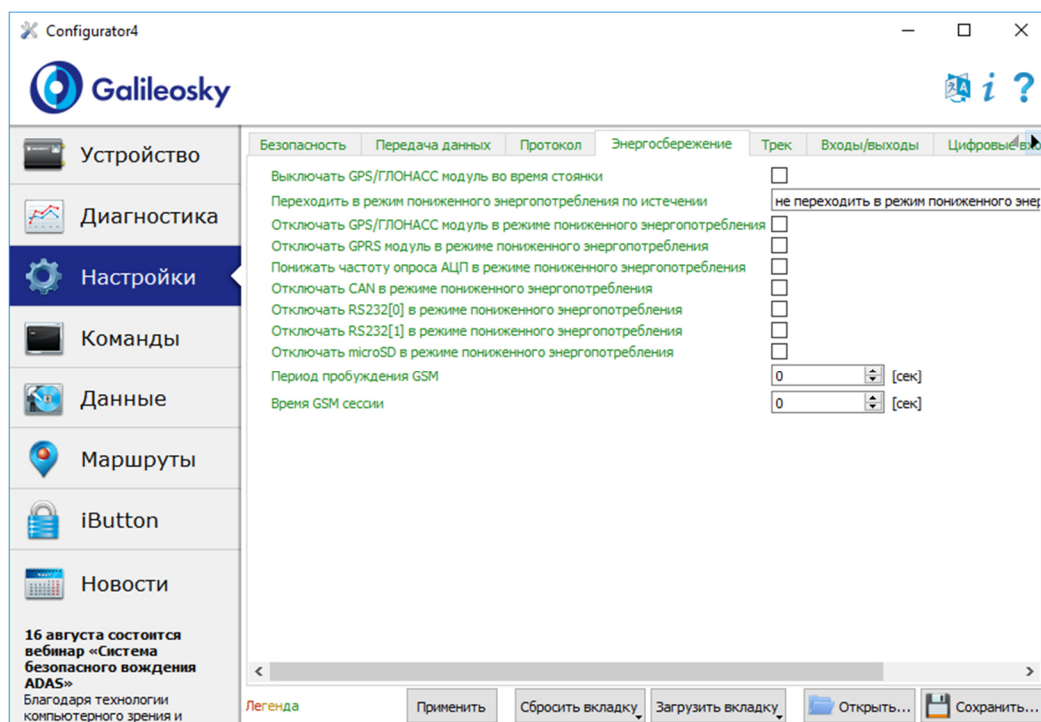 Configurator4
Galileosky
Устройство
Диагностика
Настройки
Команды
Данные
Маршруты
iButton
Новости
16 августа состоится
вебинар «Система
безопасного вождения
ADAS»
Благодаря технологии
компьютерного зрения и
Безопасность Передача данных Протокол Энергосбережение Трек Входы/выходы Цифровые
Выключать GPS/ГЛОНАСС модуль во время стоянки
Переходить в режим пониженного энергопотребления по истечении не переходить в режим пониженного энер
Отключать GPS/ГЛОНАСС модуль в режиме пониженного энергопотребления
Отключать GPRS модуль в режиме пониженного энергопотребления
Понижать частоту опроса АЦП в режиме пониженного энергопотребления
Отключать CAN в режиме пониженного энергопотребления
Отключать RS232[0] в режиме пониженного энергопотребления
Отключать RS232[1] в режиме пониженного энергопотребления
Отключать microSD в режиме пониженного энергопотребления
Период пробуждения GSM 0 [сек]
Время GSM сессии 0 [сек]
Легенда Применить Сбросить вкладку Загрузить вкладку Открыть... Сохранить...